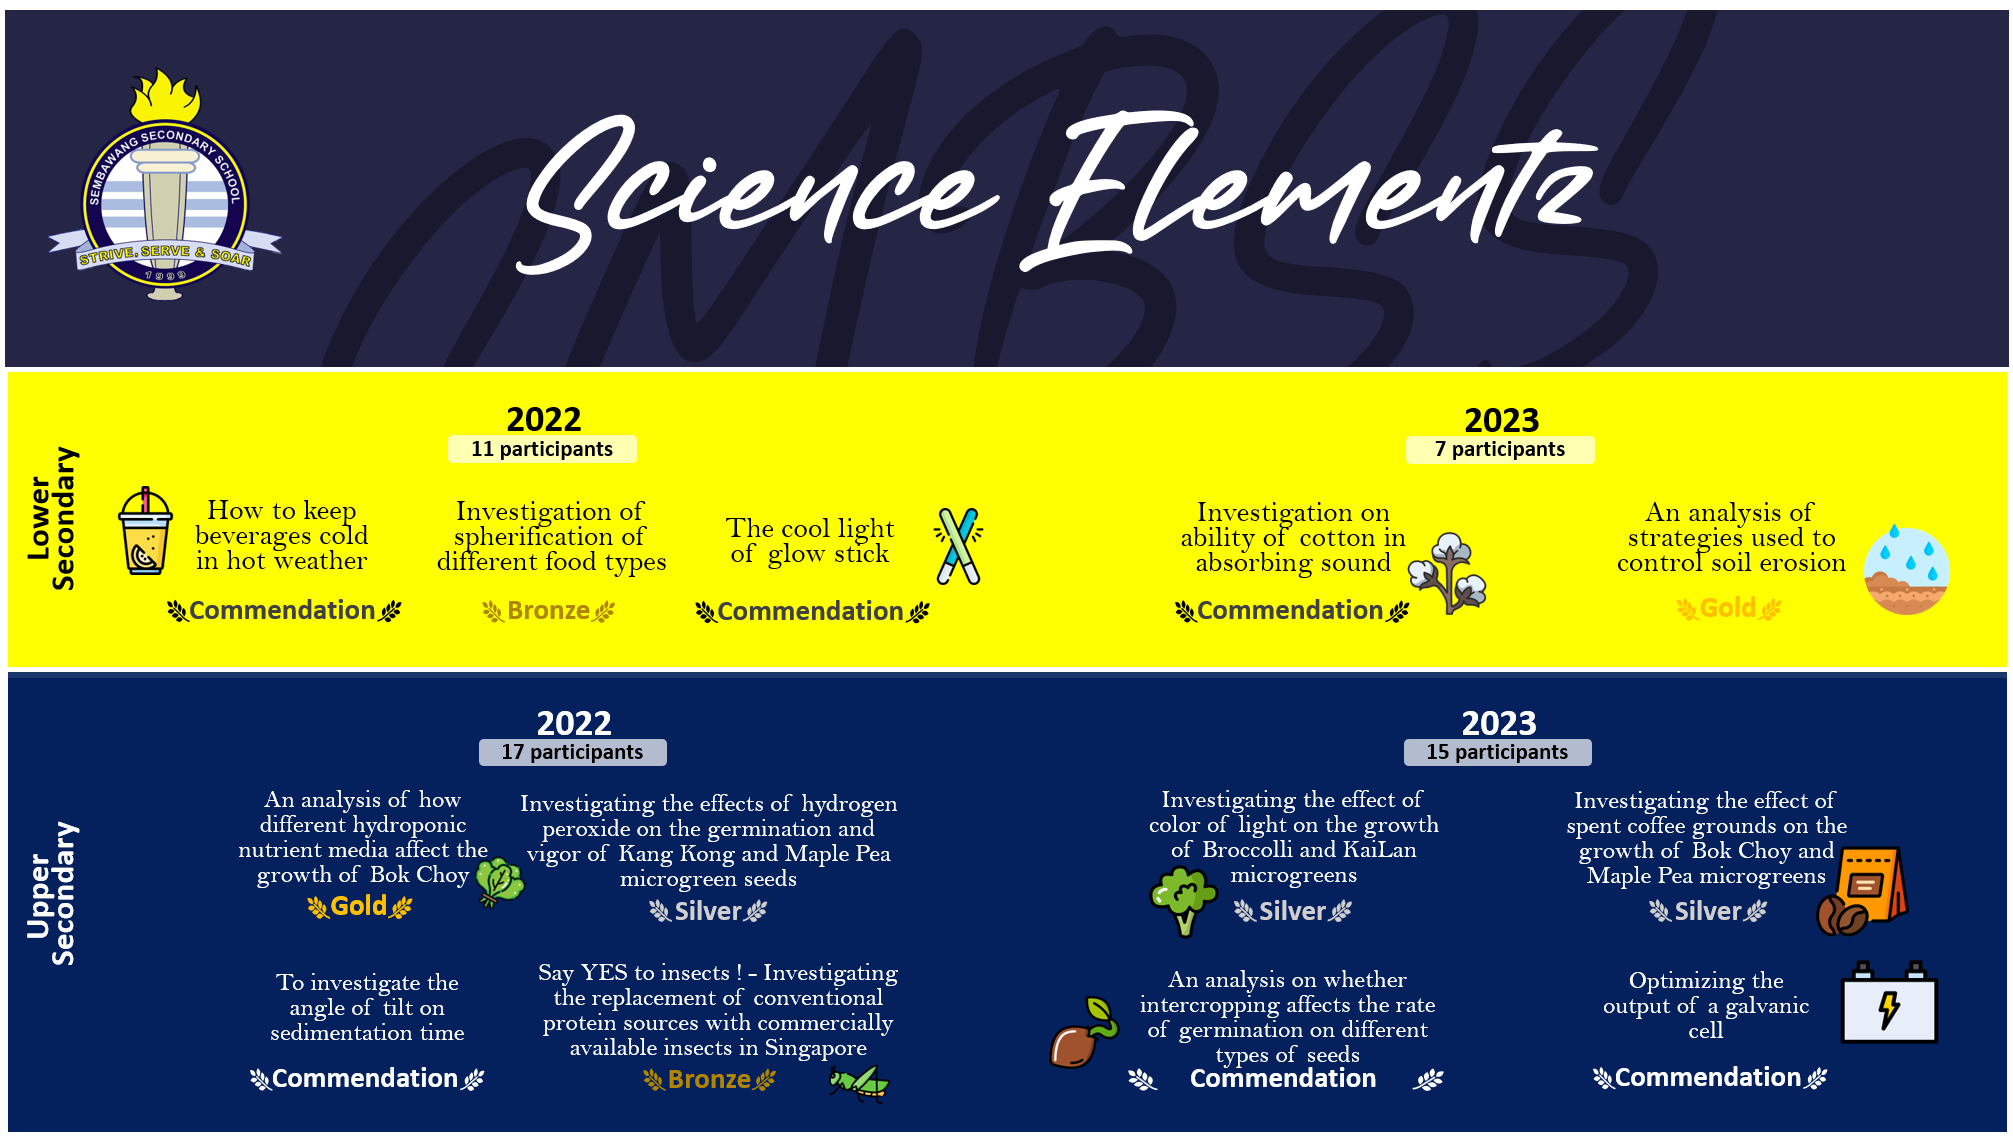 SEMBAWANG SECONDARY SCHOOL
STRIVE, SERVE & SOAR
1999
MBSS
Science Elementz
Lower
Secondary
2022
11 participants
How to keep
beverages cold
in hot weather
Commendation
Investigation of
spherification of
different food types
Bronze
The cool light
of glow stick
Commendation
2023
7 participants
Investigation on
ability of cotton in
absorbing sound
Commendation
An analysis of
strategies used to
control soil erosion
Gold
Upper
Secondary
2022
17 participants
An analysis of how
different hydroponic
nutrient media affect the
growth of Bok Choy
Gold
Investigating the effects of hydrogen
peroxide on the germination and
vigor of Kang Kong and Maple Pea
microgreen seeds
Silver
To investigate the
angle of tilt on
sedimentation time
Commendation
Say YES to insects ! – Investigating
the replacement of conventional
protein sources with commercially
available insects in Singapore
Bronze
2023
15 participants
Investigating the effect of
color of light on the growth
of Broccolli and KaiLan
microgreens
Silver
Investigating the effect of
spent coffee grounds on the
growth of Bok Choy and
Maple Pea microgreens
Silver
An analysis on whether
intercropping affects the rate
of germination on different
types of seeds
Commendation
Optimizing the
output of a galvanic
cell
Commendation